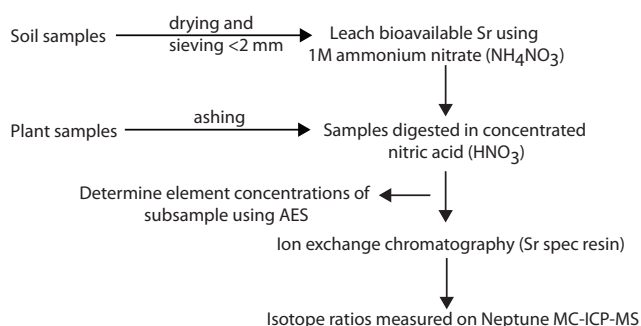 Soil samples
drying and
sieving <2 mm
Leach bioavailable Sr using
1M ammonium nitrate (NH₄NO₃)
Plant samples
ashing
Samples digested in concentrated
nitric acid (HNO₃)
Determine element concentrations of
subsample using AES
Ion exchange chromatography (Sr spec resin)
Isotope ratios measured on Neptune MC-ICP-MS